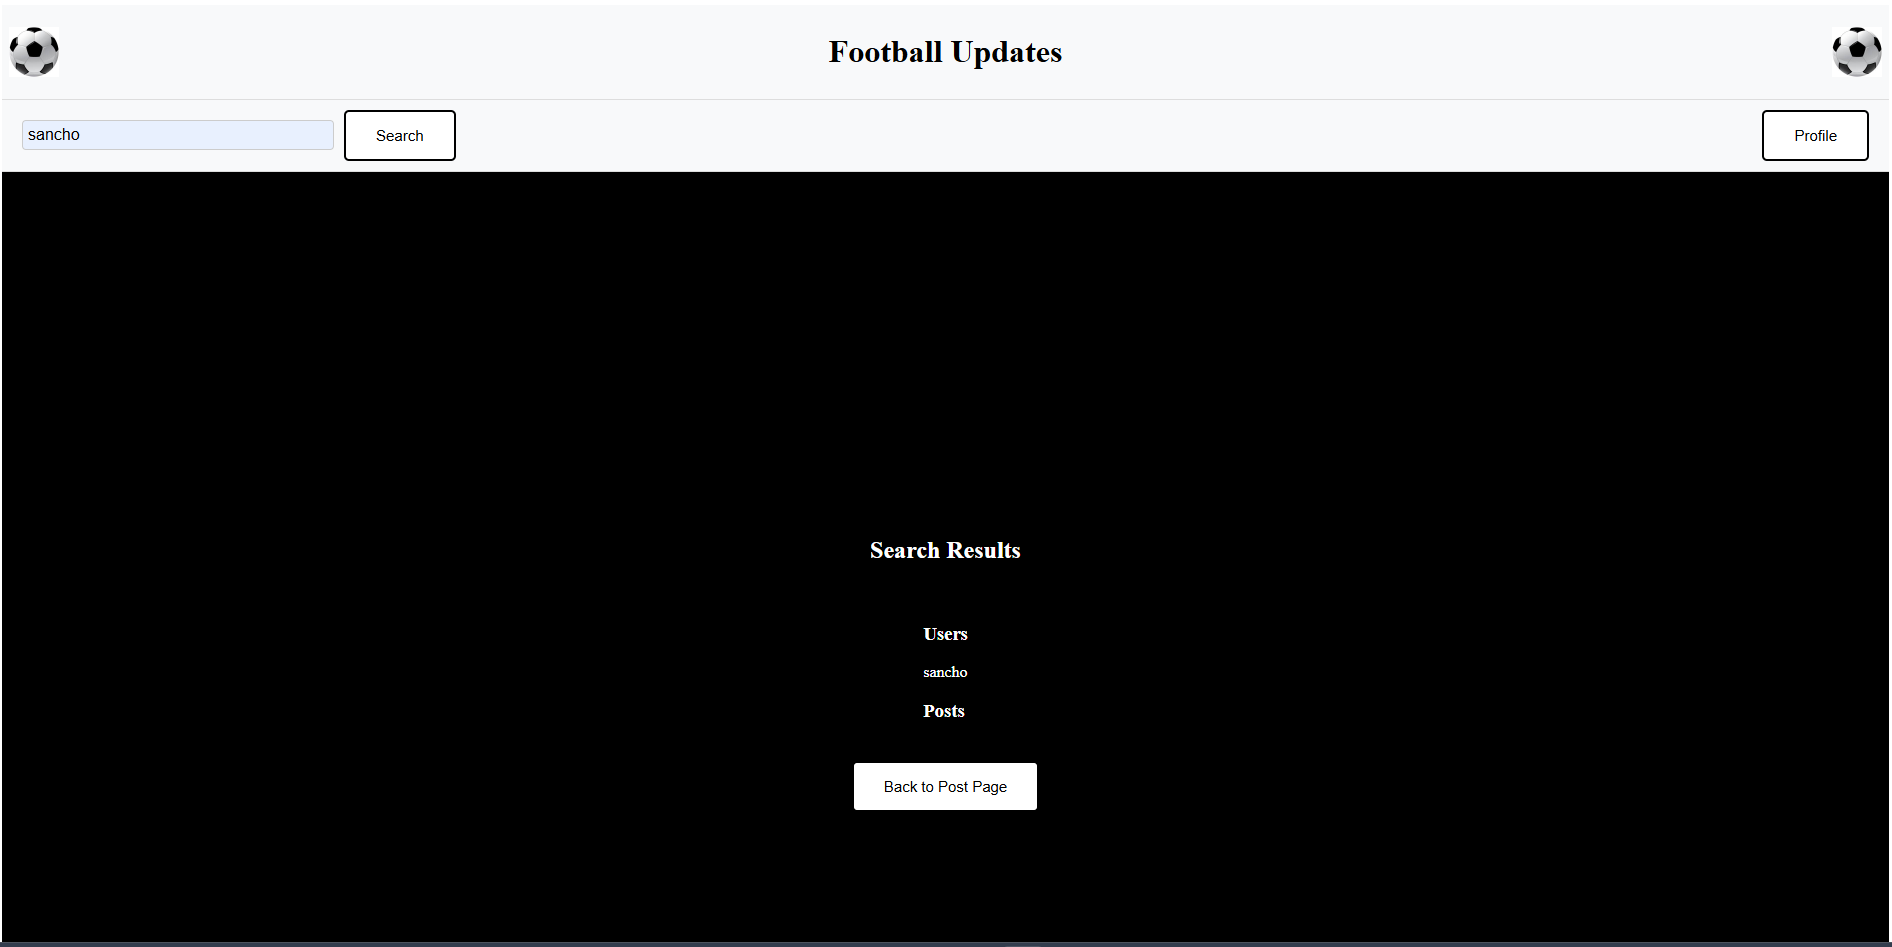 Football Updates
sancho
Search
Profile
Search Results
Users
sancho
Posts
Back to Post Page